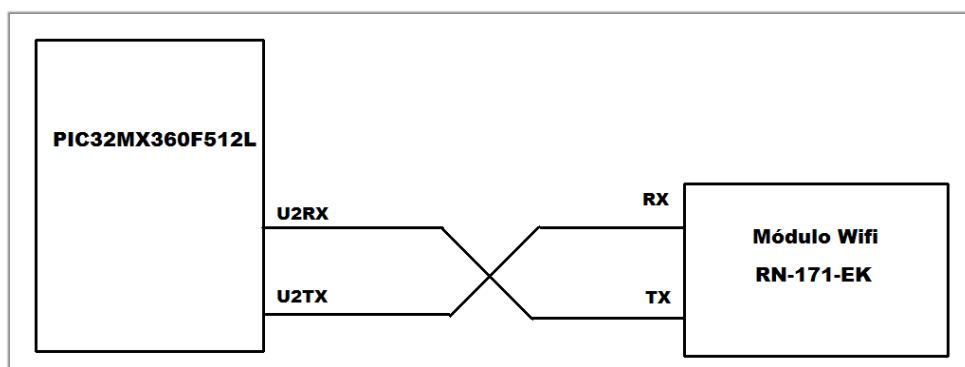 PIC32MX360F512L
U2RX
U2TX
RX
TX
Módulo Wifi
RN-171-EK